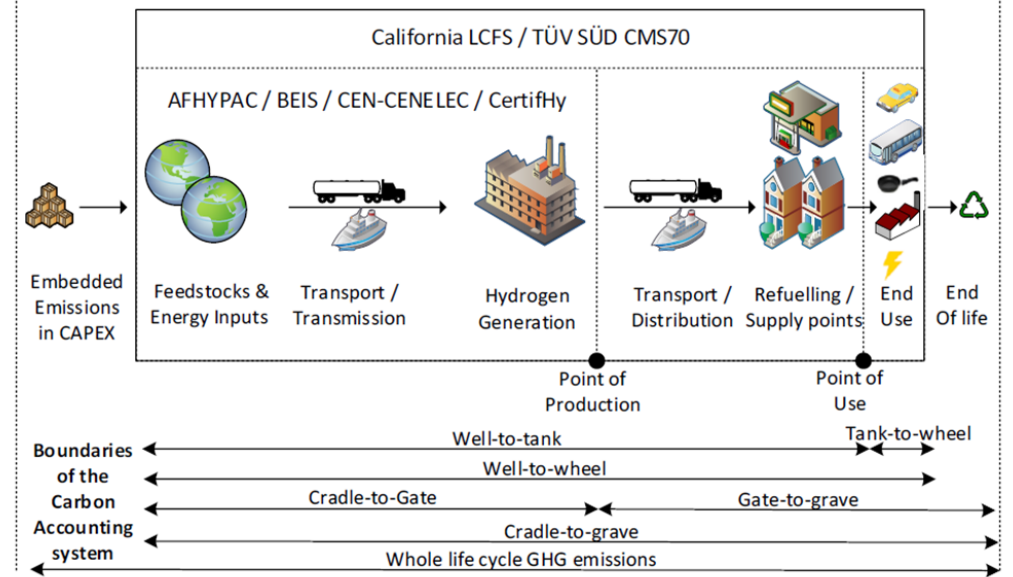 California LCFS / TÜV SÜD CMS70
AFHYPAC / BEIS / CEN-CENELEC / CertifHy
Embedded
Emissions
in CAPEX
Feedstocks &
Energy Inputs
Transport /
Transmission
Hydrogen
Generation
Transport /
Distribution
Refuelling /
Supply points
End
Use
End
Of life
Point of
Production
Point of
Use
Boundaries
of the
Carbon
Accounting
system
Well-to-tank
Tank-to-wheel
Well-to-wheel
Cradle-to-Gate
Gate-to-grave
Cradle-to-grave
Whole life cycle GHG emissions